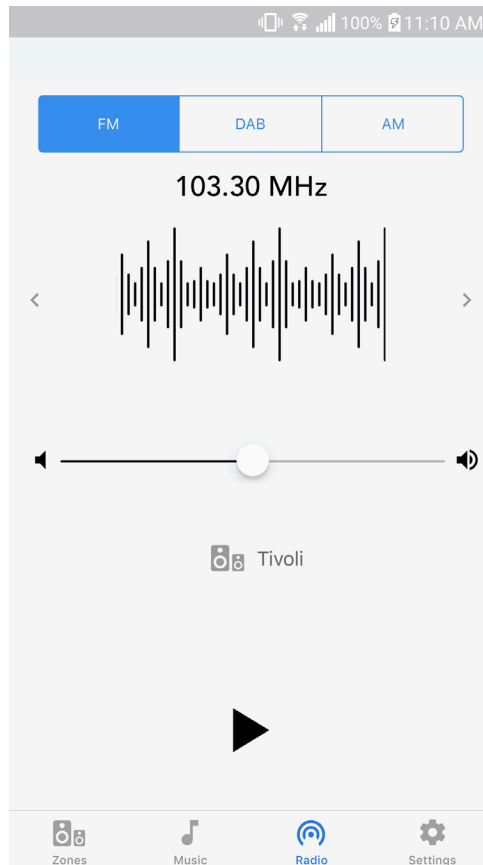 100% 11:10 AM
FM DAB AM
103.30 MHz
Tivoli
Zones Music Radio Settings